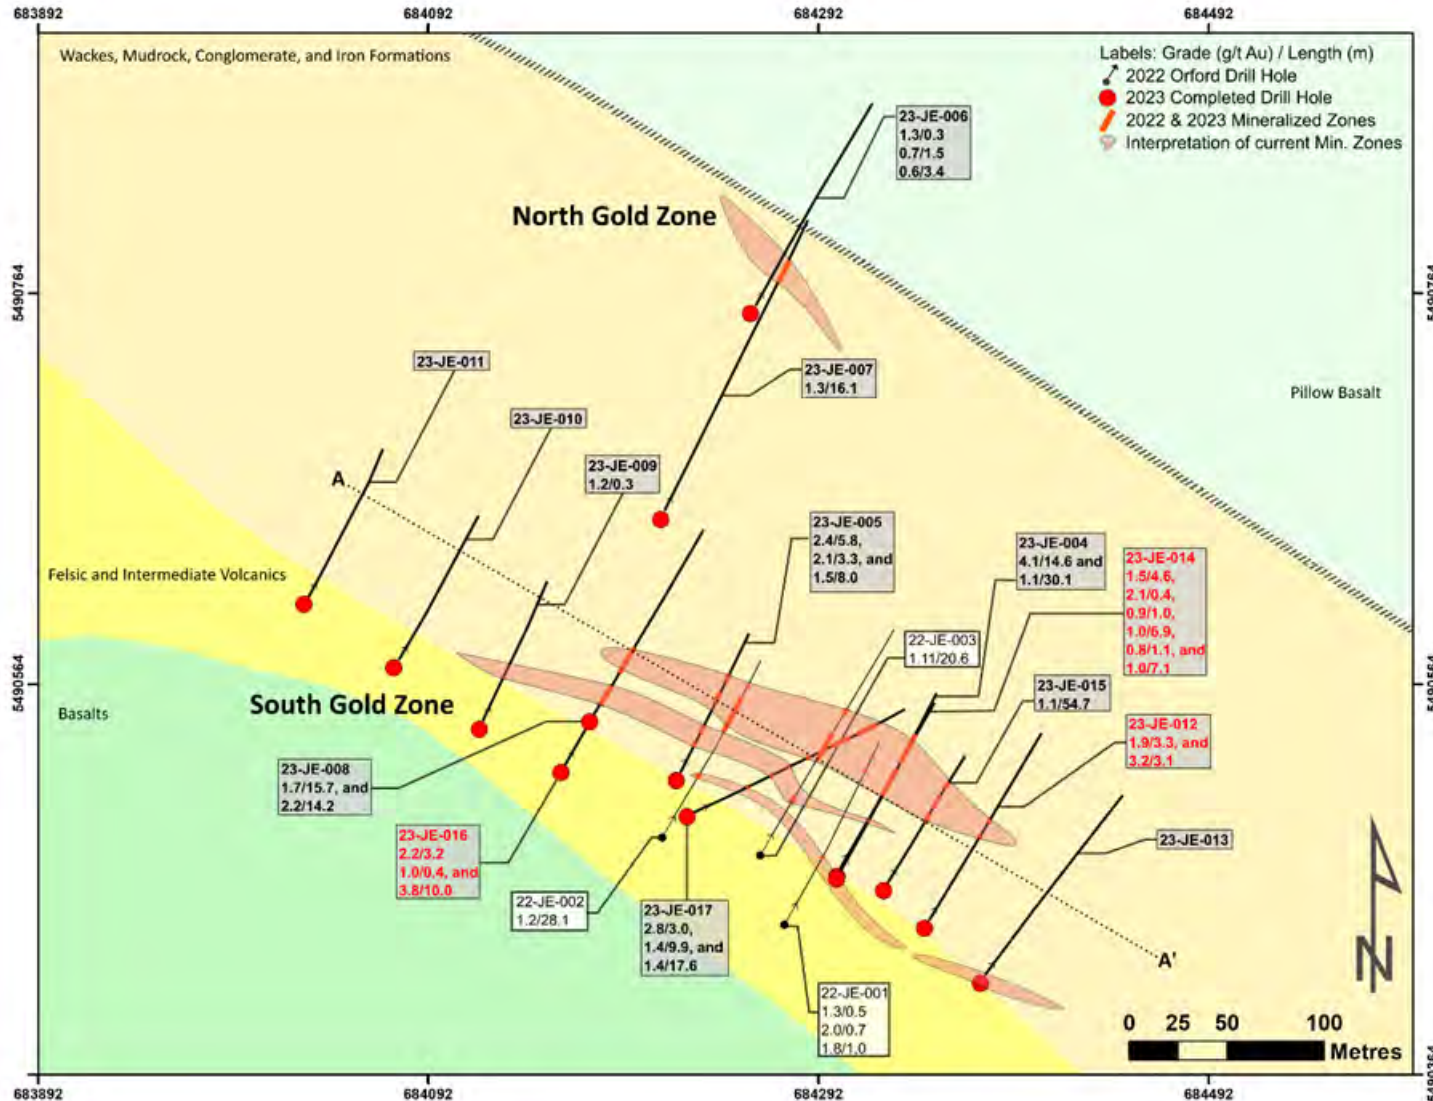 683892
684092
684292
684492
Wackes, Mudrock, Conglomerate, and Iron Formations
Labels: Grade (g/t Au) / Length (m)
2022 Orford Drill Hole
2023 Completed Drill Hole
2022 & 2023 Mineralized Zones
Interpretation of current Min. Zones
23-JE-006
1.3/0.3
0.7/1.5
0.6/3.4
North Gold Zone
5490764
5490764
23-JE-011
23-JE-007
1.3/16.1
Pillow Basalt
23-JE-010
23-JE-009
1.2/0.3
A
23-JE-005
2.4/5.8,
2.1/3.3, and
1.5/8.0
23-JE-004
4.1/14.6 and
1.1/30.1
23-JE-014
1.5/4.6,
2.1/0.4,
0.9/1.0,
1.0/6.9,
0.8/1.1, and
1.0/7.1
Felsic and Intermediate Volcanics
22-JE-003
1.11/20.6
5490564
5490564
23-JE-015
1.1/54.7
South Gold Zone
Basalts
23-JE-012
1.9/3.3, and
3.2/3.1
23-JE-008
1.7/15.7, and
2.2/14.2
23-JE-016
2.2/3.2
1.0/0.4, and
3.8/10.0
23-JE-013
22-JE-002
1.2/28.1
23-JE-017
2.8/3.0,
1.4/9.9, and
1.4/17.6
A'
N
22-JE-001
1.3/0.5
2.0/0.7
1.8/1.0
0 25 50 100
Metres
5490364
683892
684092
684292
684492